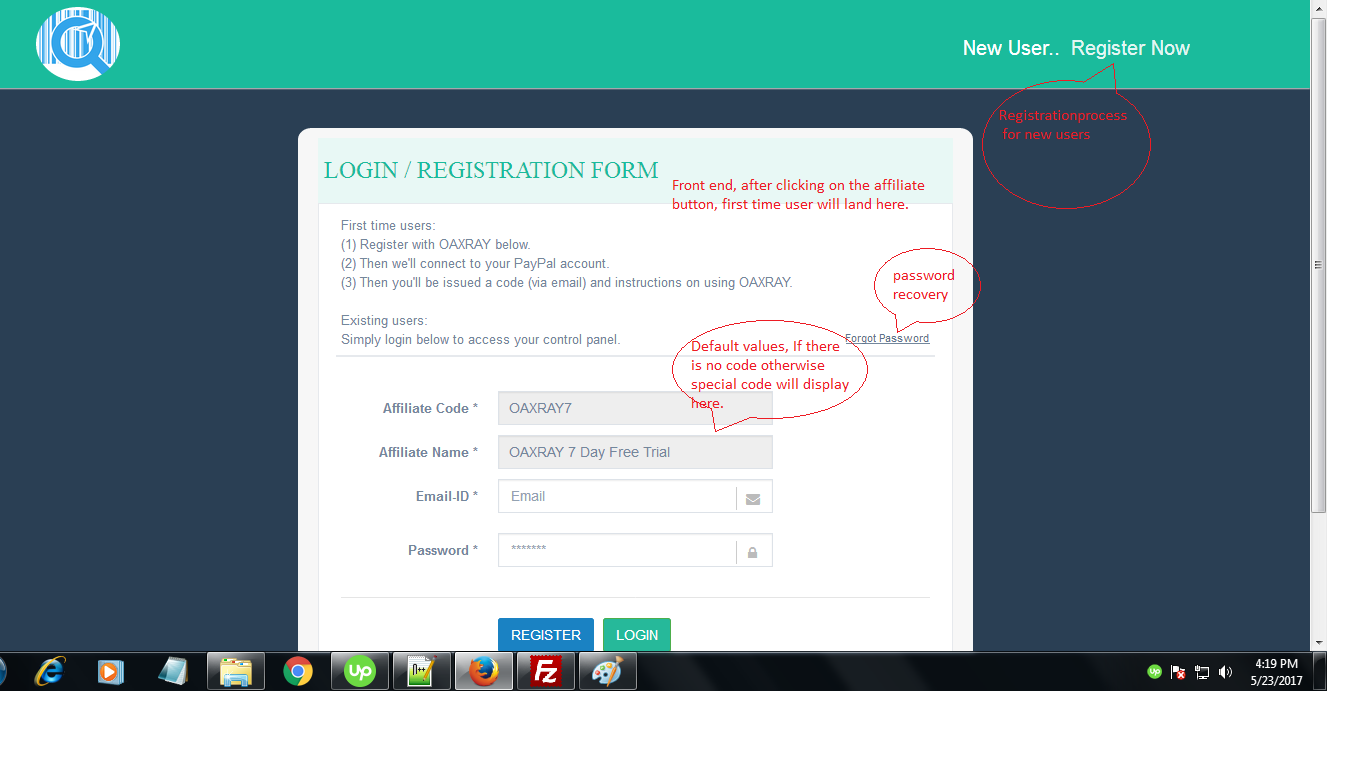 New User.. Register Now
Registrationprocess
for new users
LOGIN / REGISTRATION FORM
Front end, after clicking on the affiliate
button, first time user will land here.
First time users:
(1) Register with OAXRAY below.
(2) Then we'll connect to your PayPal account.
(3) Then you'll be issued a code (via email) and instructions on using OAXRAY.
password
recovery
Existing users:
Simply login below to access your control panel.
Forgot Password
Default values, If there
is no code otherwise
special code will display
here.
Affiliate Code * OAXRAY7
Affiliate Name * OAXRAY 7 Day Free Trial
Email-ID * Email
Password * *******
REGISTER LOGIN
up
n++
FZ
up
4:19 PM
5/23/2017